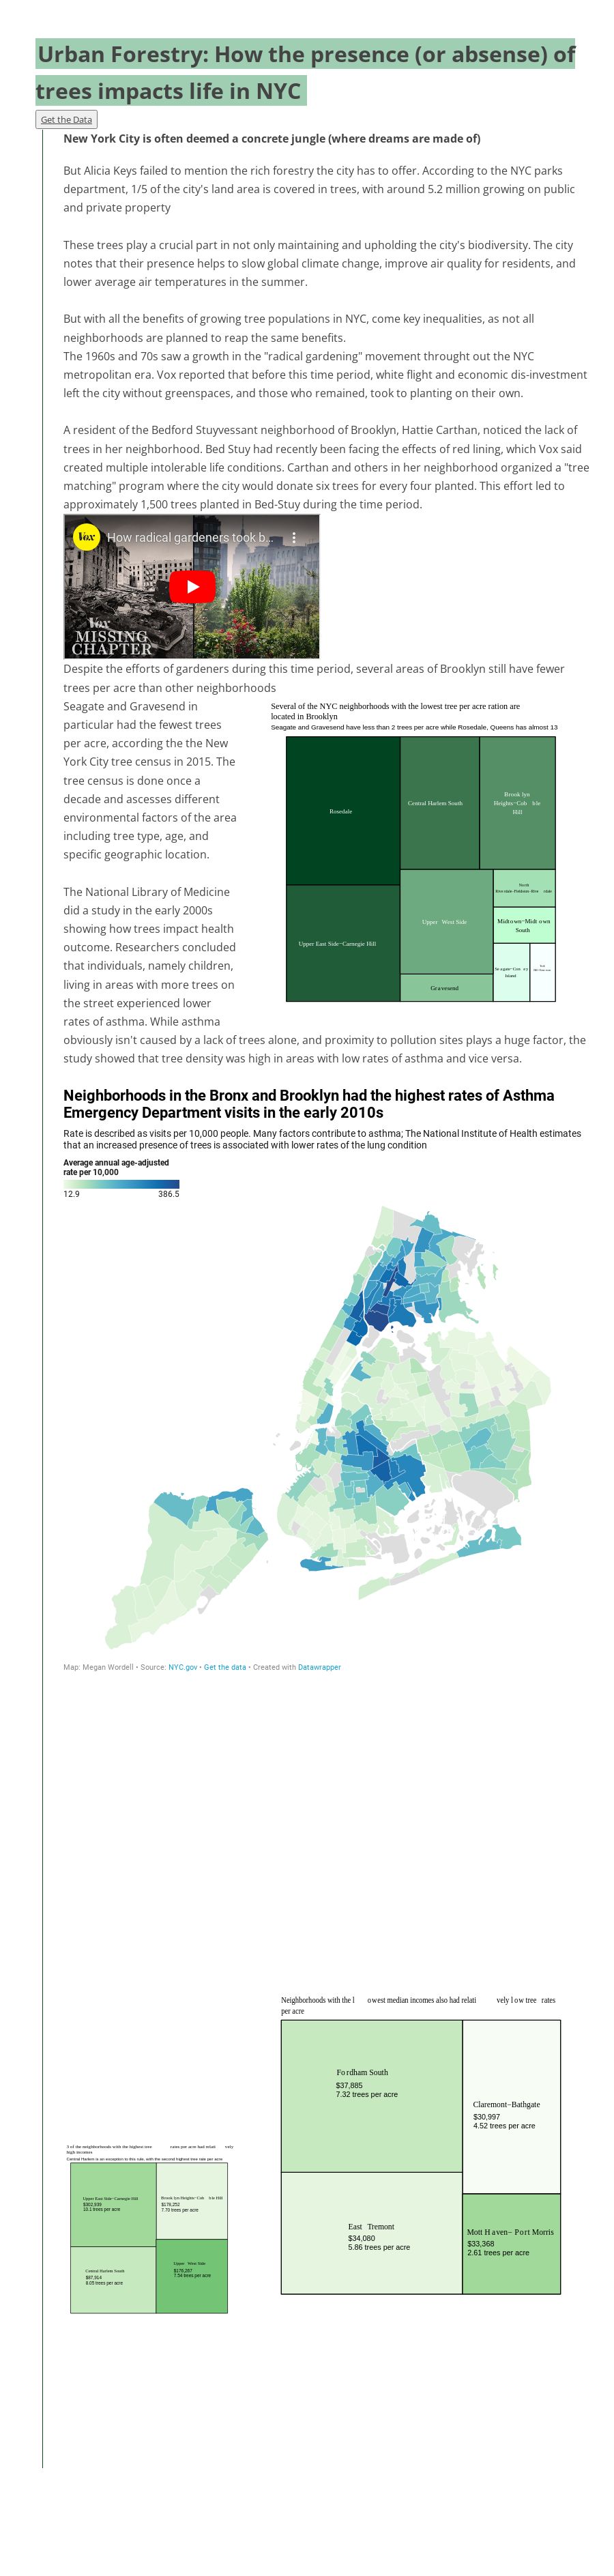 Urban Forestry: How the presence (or absense) of
trees impacts life in NYC
Get the Data
New York City is often deemed a concrete jungle (where dreams are made of)
But Alicia Keys failed to mention the rich forestry the city has to offer. According to the NYC parks
department, 1/5 of the city's land area is covered in trees, with around 5.2 million growing on public
and private property
These trees play a crucial part in not only maintaining and upholding the city's biodiversity. The city
notes that their presence helps to slow global climate change, improve air quality for residents, and
lower average air temperatures in the summer.
But with all the benefits of growing tree populations in NYC, come key inequalities, as not all
neighborhoods are planned to reap the same benefits.
The 1960s and 70s saw a growth in the "radical gardening" movement throught out the NYC
metropolitan era. Vox reported that before this time period, white flight and economic dis-investment
left the city without greenspaces, and those who remained, took to planting on their own.
A resident of the Bedford Stuyvessant neighborhood of Brooklyn, Hattie Carthan, noticed the lack of
trees in her neighborhood. Bed Stuy had recently been facing the effects of red lining, which Vox said
created multiple intolerable life conditions. Carthan and others in her neighborhood organized a "tree
matching" program where the city would donate six trees for every four planted. This effort led to
approximately 1,500 trees planted in Bed-Stuy during the time period.
Vox
How radical gardeners took b...
Vox
MISSING
CHAPTER
Despite the efforts of gardeners during this time period, several areas of Brooklyn still have fewer
trees per acre than other neighborhoods
Seagate and Gravesend in
particular had the fewest trees
per acre, according the the New
York City tree census in 2015. The
tree census is done once a
decade and ascesses different
environmental factors of the area
including tree type, age, and
specific geographic location.
The National Library of Medicine
did a study in the early 2000s
showing how trees impact health
outcome. Researchers concluded
that individuals, namely children,
living in areas with more trees on
the street experienced lower
rates of asthma. While asthma
obviously isn't caused by a lack of trees alone, and proximity to pollution sites plays a huge factor, the
study showed that tree density was high in areas with low rates of asthma and vice versa.
Several of the NYC neighborhoods with the lowest tree per acre ration are
located in Brooklyn
Seagate and Gravesend have less than 2 trees per acre while Rosedale, Queens has almost 13
Rosedale
Central Harlem South
Brook lyn
Heights−Cob ble
Hill
Upper East Side−Carnegie Hill
Upper West Side
North
Midtown−Midt own
South
Gravesend
Seagate−Con ey
Island
Neighborhoods in the Bronx and Brooklyn had the highest rates of Asthma
Emergency Department visits in the early 2010s
Rate is described as visits per 10,000 people. Many factors contribute to asthma; The National Institute of Health estimates
that an increased presence of trees is associated with lower rates of the lung condition
Average annual age-adjusted
rate per 10,000
12.9 386.5
Map: Megan Wordell • Source: NYC.gov • Get the data • Created with Datawrapper
Neighborhoods with the l owest median incomes also had relati vely l ow tree rates
per acre
Fordham South
$37,885
7.32 trees per acre
Claremont−Bathgate
$30,997
4.52 trees per acre
East Tremont
$34,080
5.86 trees per acre
Mott H aven− Port Morris
$33,368
2.61 trees per acre
3 of the neighborhoods with the highest tree rates per acre had relati vely
high incomes
Central Harlem is an exception to this rule, with the second highest tree rate per acre
Upper East Side−Carnegie Hill
10.1 trees per acre
Brook lyn Heights−Cob ble Hill
7.70 trees per acre
Central Harlem South
Upper West Side